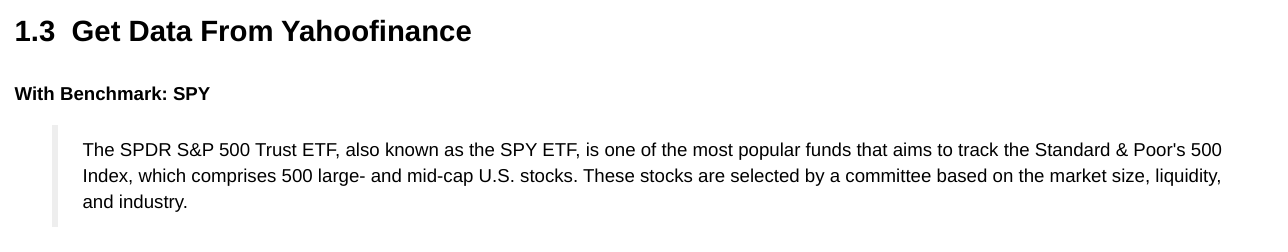 1.3 Get Data From Yahoofinance
With Benchmark: SPY
The SPDR S&P 500 Trust ETF, also known as the SPY ETF, is one of the most popular funds that aims to track the Standard & Poor's 500
Index, which comprises 500 large- and mid-cap U.S. stocks. These stocks are selected by a committee based on the market size, liquidity,
and industry.